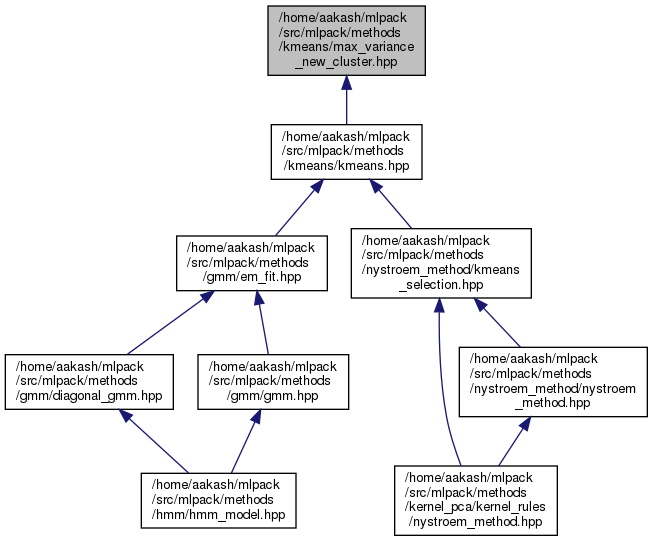 /home/aakash/mlpack
/src/mlpack/methods
/kmeans/max_variance
_new_cluster.hpp
/home/aakash/mlpack
/src/mlpack/methods
/kmeans/kmeans.hpp
/home/aakash/mlpack
/src/mlpack/methods
/gmm/em_fit.hpp
/home/aakash/mlpack
/src/mlpack/methods
/nystroem_method/kmeans
_selection.hpp
/home/aakash/mlpack
/src/mlpack/methods
/gmm/diagonal_gmm.hpp
/home/aakash/mlpack
/src/mlpack/methods
/gmm/gmm.hpp
/home/aakash/mlpack
/src/mlpack/methods
/nystroem_method/nystroem
_method.hpp
/home/aakash/mlpack
/src/mlpack/methods
/hmm/hmm_model.hpp
/home/aakash/mlpack
/src/mlpack/methods
/kernel_pca/kernel_rules
/nystroem_method.hpp